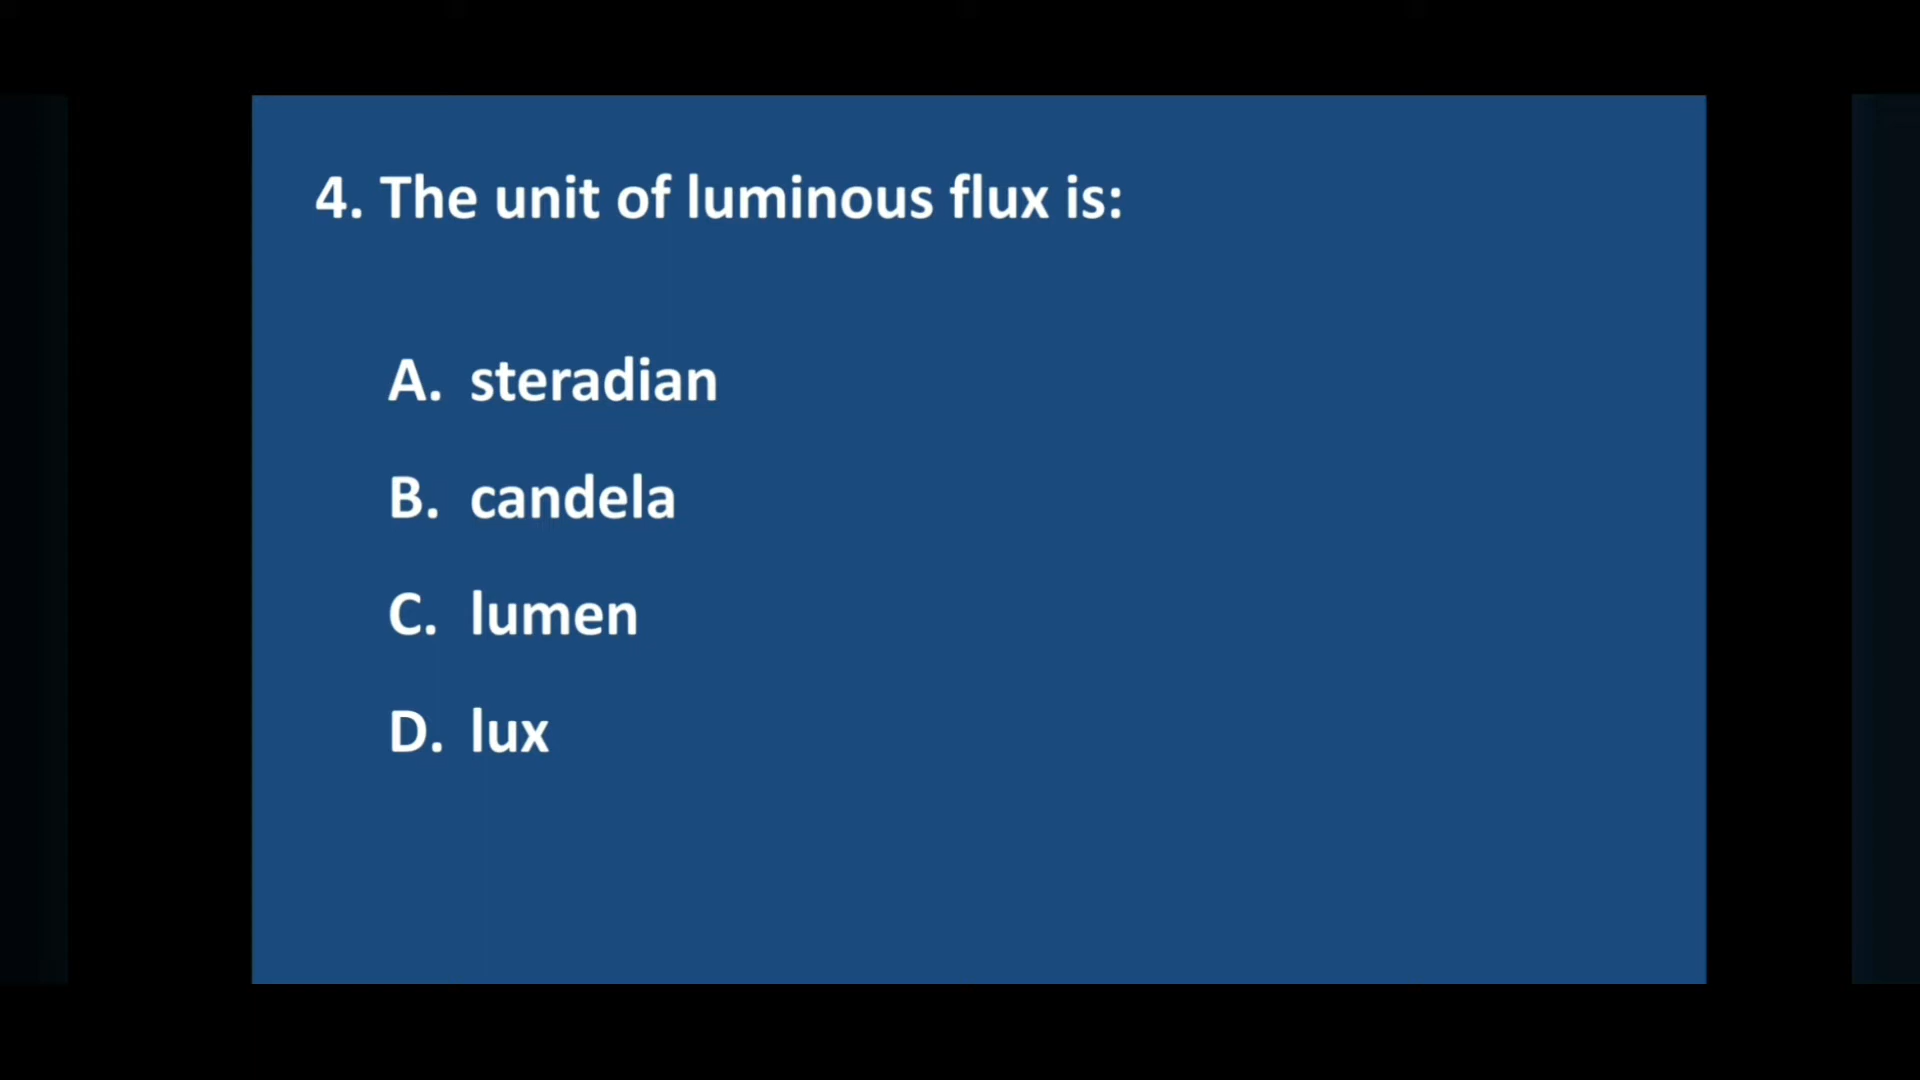 4. The unit of luminous flux is:
A. steradian
B. candela
C. lumen
D. lux